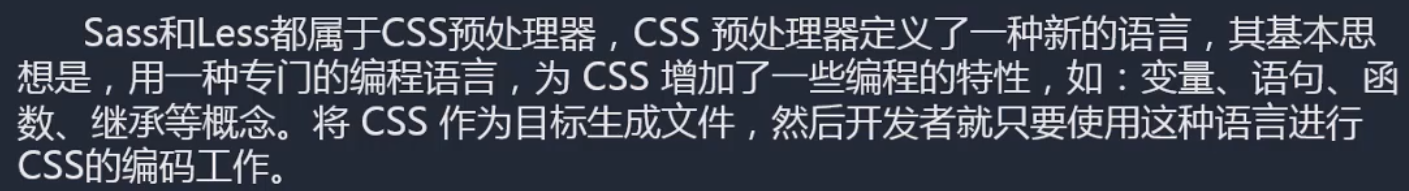 Sass和Less都属于CSS预处理器，CSS 预处理器定义了一种新的语言，其基本思
想是，用一种专门的编程语言，为 CSS 增加了一些编程的特性，如：变量、语句、函
数、继承等概念。将 CSS 作为目标生成文件，然后开发者就只要使用这种语言进行
CSS的编码工作。